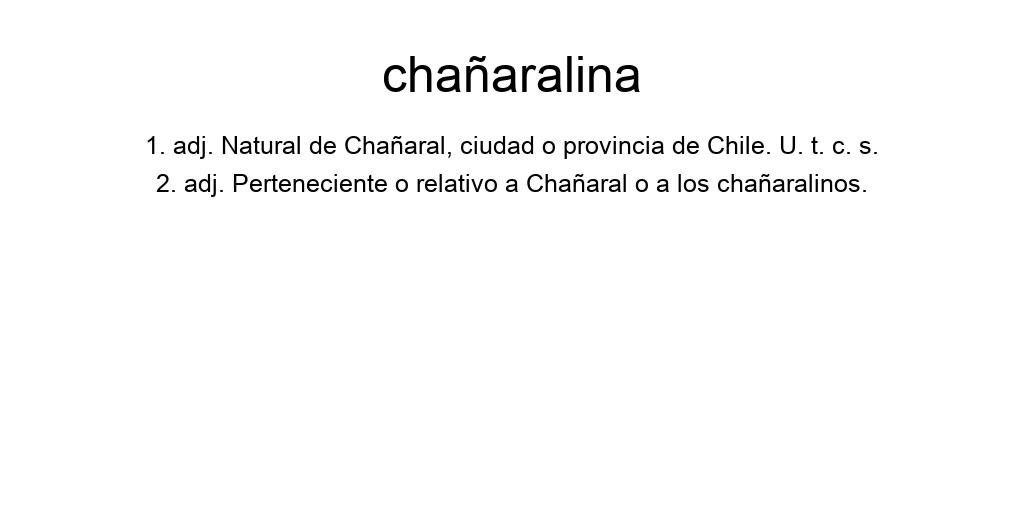 chañaralina
1. adj. Natural de Chañaral, ciudad o provincia de Chile. U. t. c. s.
2. adj. Perteneciente o relativo a Chañaral o a los chañaralinos.